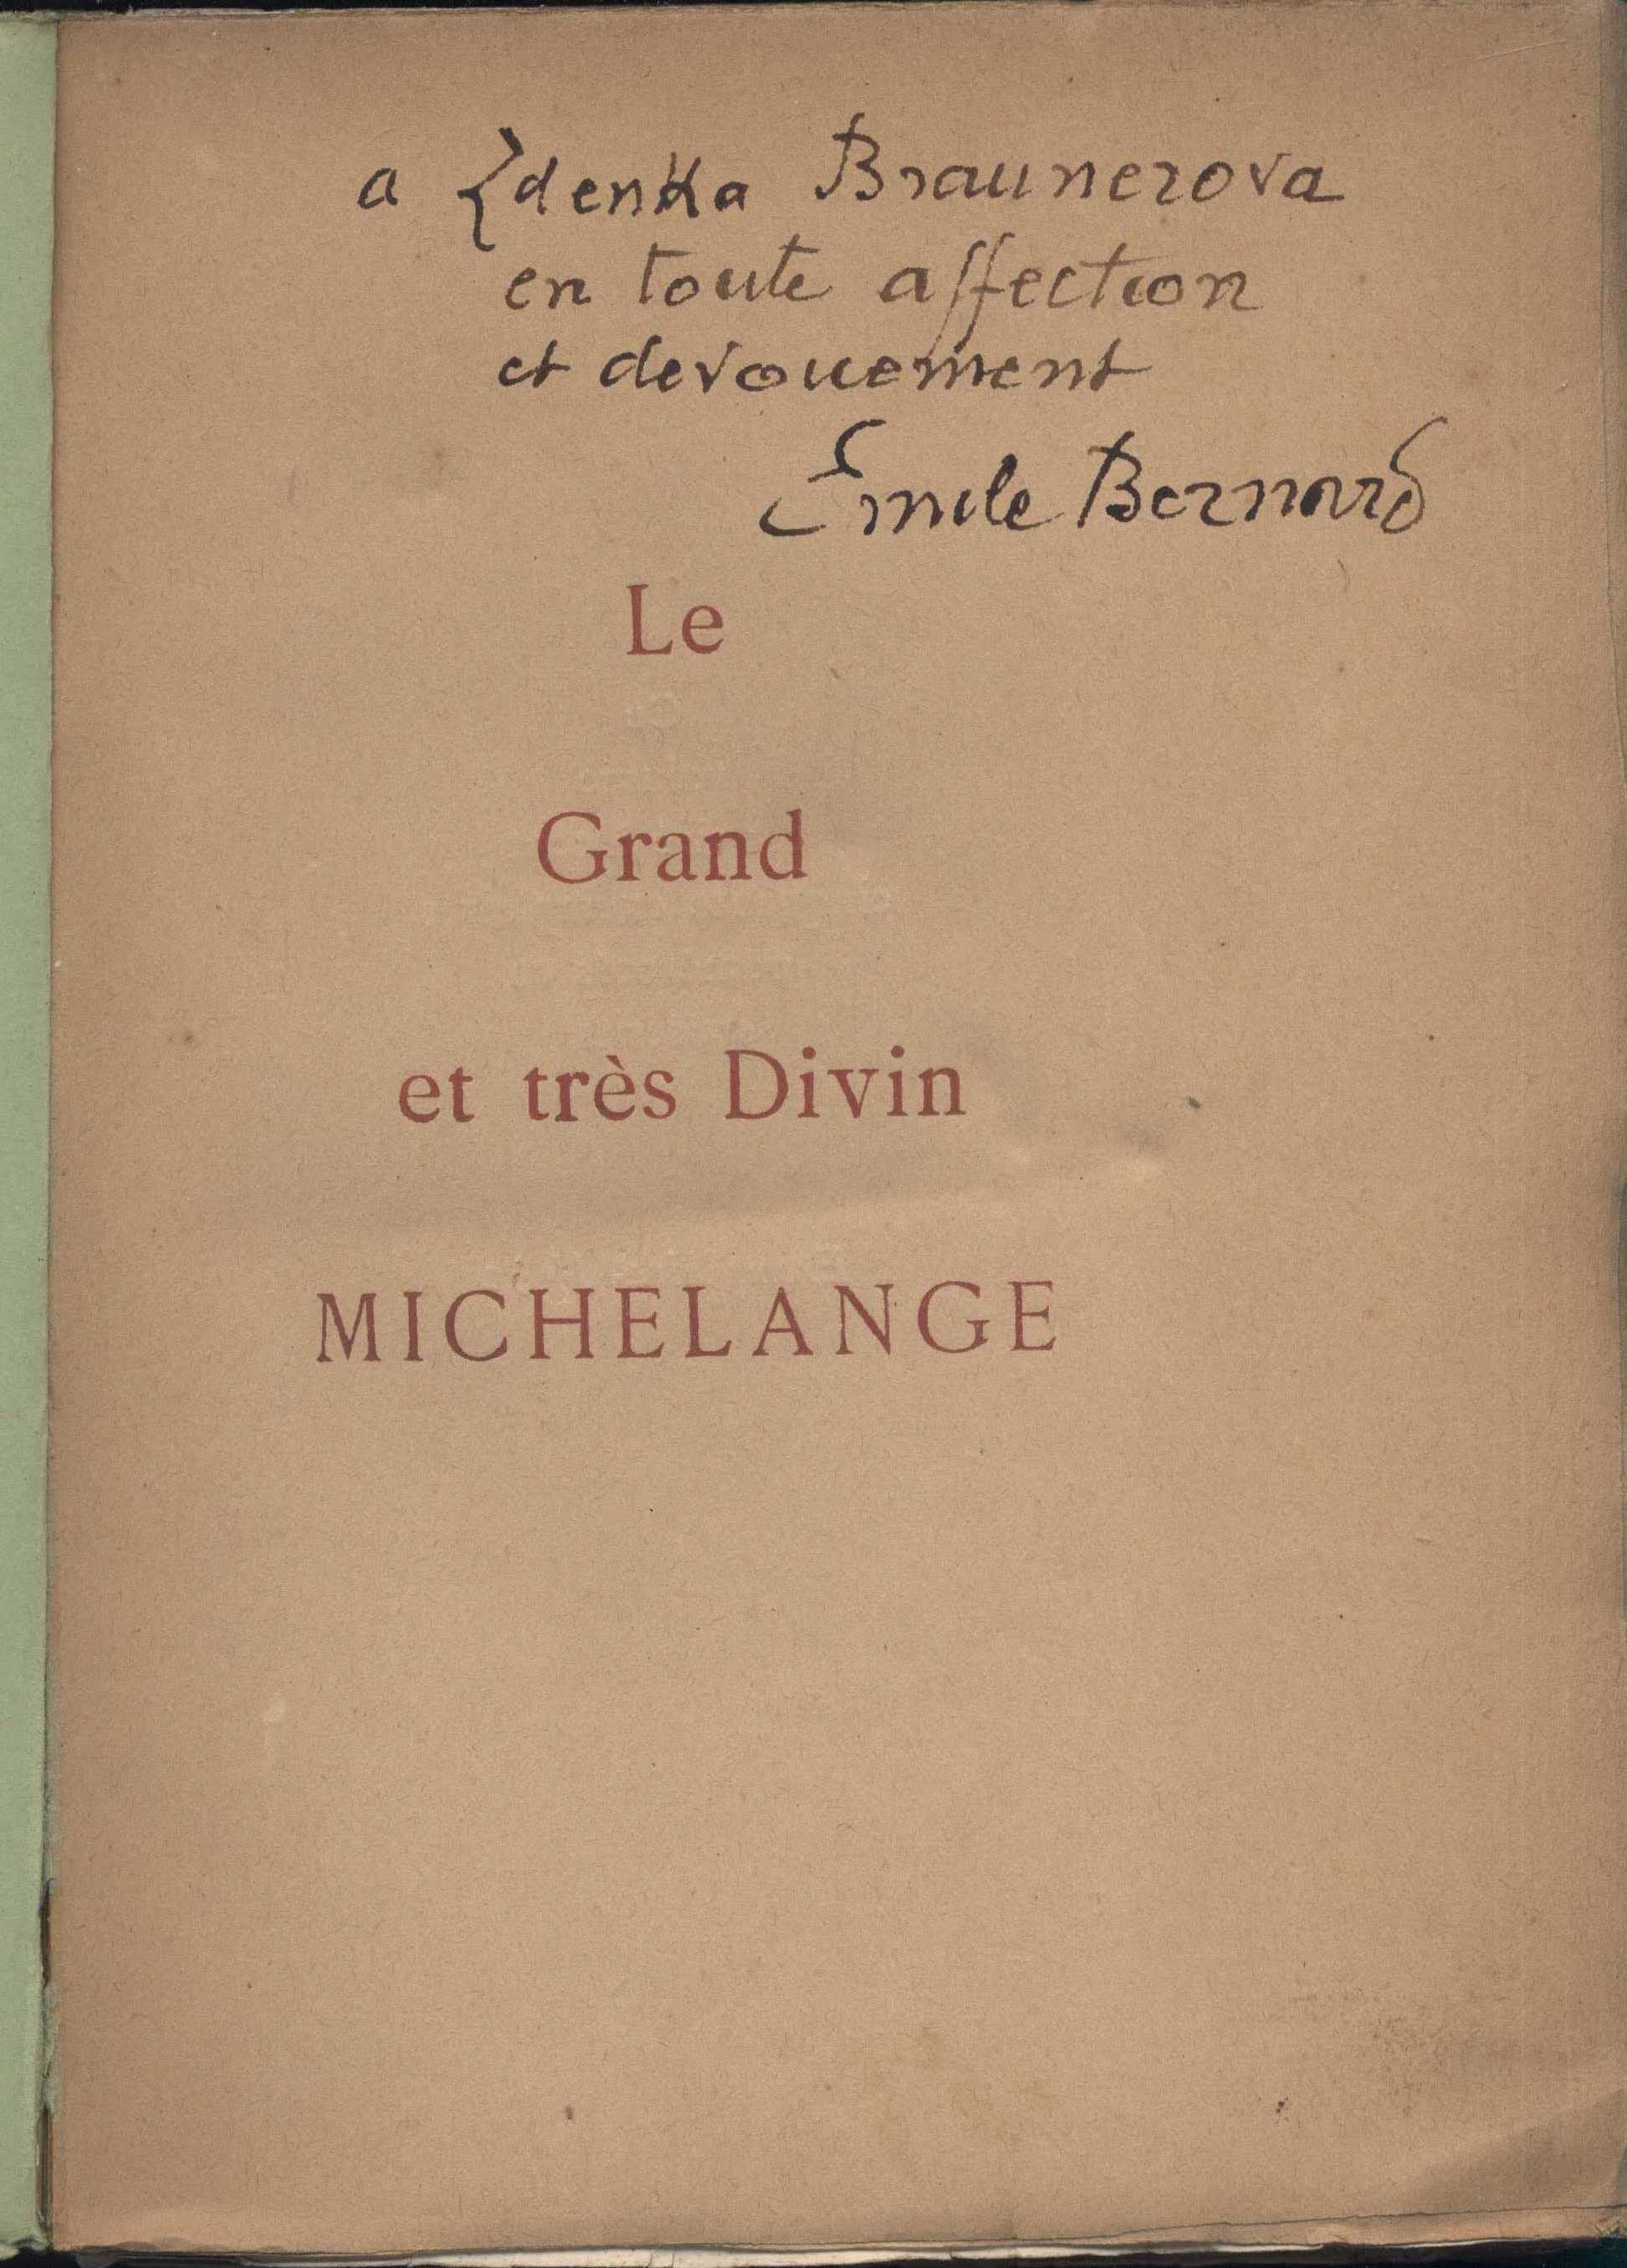 a Zdenka Braunerova
en toute affection
et devouement
Emile Bernard
Le
Grand
et très Divin
MICHELANGE